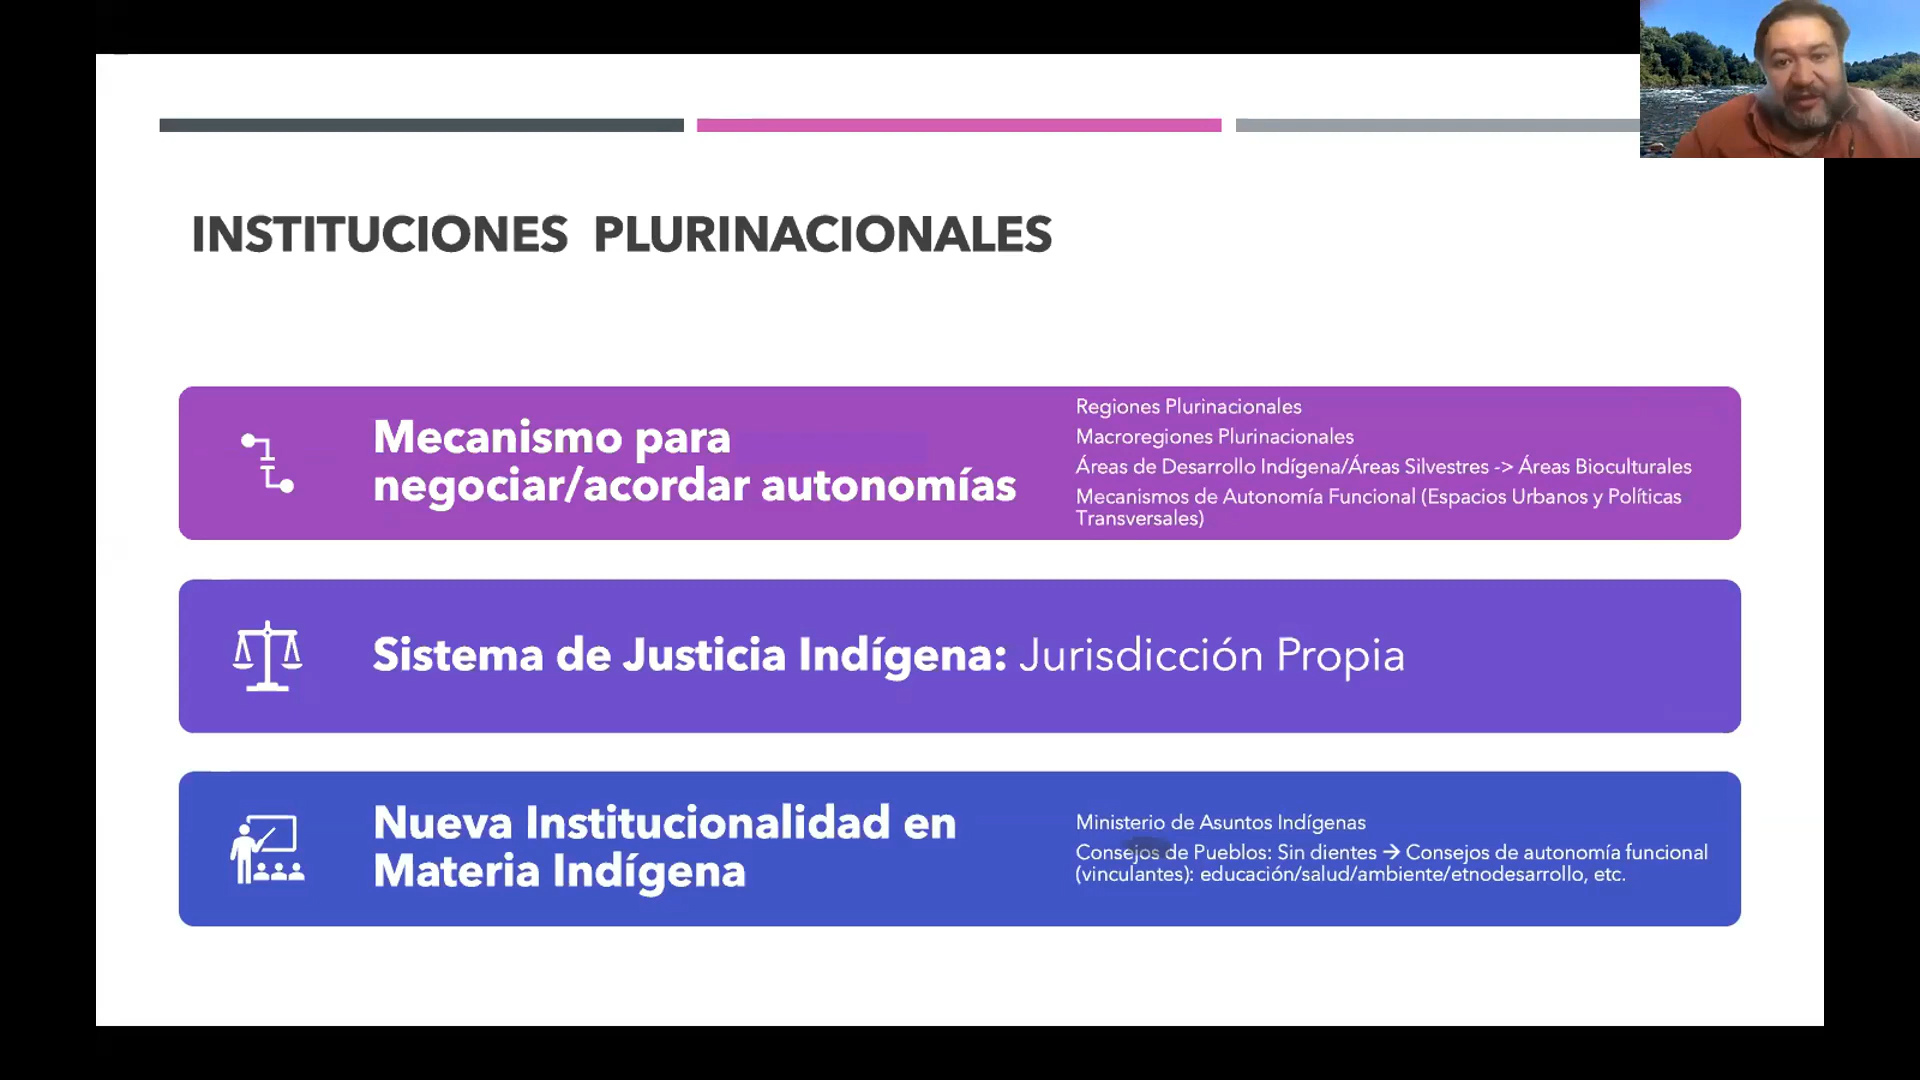 INSTITUCIONES PLURINACIONALES
Mecanismo para
negociar/acordar autonomías
Regiones Plurinacionales
Macroregiones Plurinacionales
Áreas de Desarrollo Indígena/Áreas Silvestres -> Áreas Bioculturales
Mecanismos de Autonomía Funcional (Espacios Urbanos y Políticas
Transversales)
Sistema de Justicia Indígena: Jurisdicción Propia
Nueva Institucionalidad en
Materia Indígena
Ministerio de Asuntos Indígenas
Consejos de Pueblos: Sin dientes → Consejos de autonomía funcional
(vinculantes): educación/salud/ambiente/etnodesarrollo, etc.